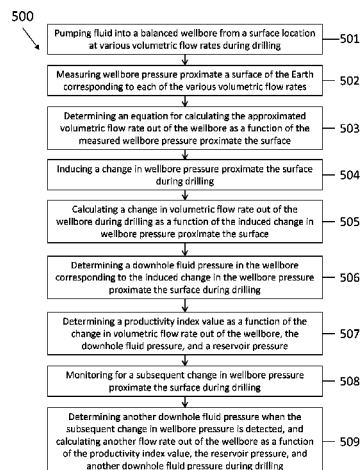 500
Pumping fluid into a balanced wellbore from a surface location
at various volumetric flow rates during drilling
501
Measuring wellbore pressure proximate a surface of the Earth
corresponding to each of the various volumetric flow rates
502
Determining an equation for calculating the approximated
volumetric flow rate out of the wellbore as a function of the
measured wellbore pressure proximate the surface
503
Inducing a change in wellbore pressure proximate the surface
during drilling
504
Calculating a change in volumetric flow rate out of the
wellbore during drilling as a function of the induced change in
wellbore pressure proximate the surface
505
Determining a downhole fluid pressure in the wellbore
corresponding to the induced change in the wellbore pressure
proximate the surface during drilling
506
Determining a productivity index value as a function of the
change in volumetric flow rate out of the wellbore, the
downhole fluid pressure, and a reservoir pressure
507
Monitoring for a subsequent change in wellbore pressure
proximate the surface during drilling
508
Determining another downhole fluid pressure when the
subsequent change in wellbore pressure is detected, and
calculating another flow rate out of the wellbore as a function
of the productivity index value, the reservoir pressure, and
another downhole fluid pressure during drilling
509